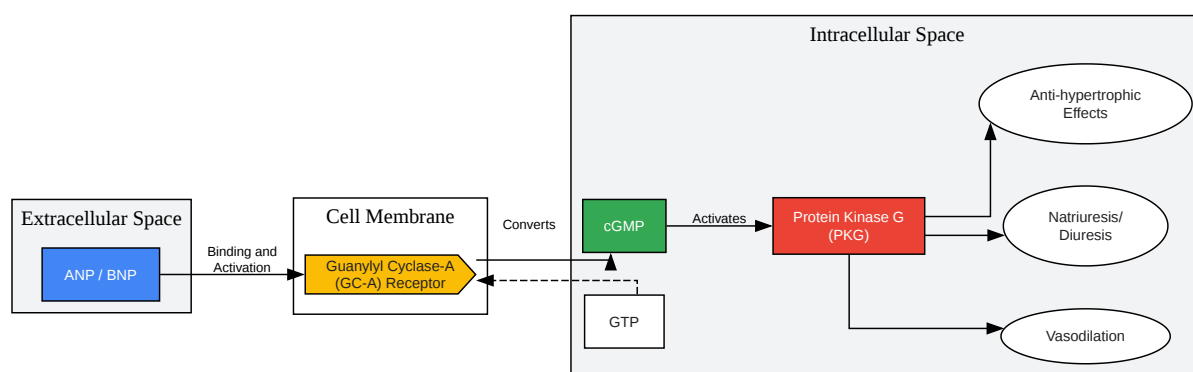 Intracellular Space
Anti-hypertrophic
Effects
Extracellular Space
Cell Membrane
Converts
cGMP
Activates
Protein Kinase G
(PKG)
Natriuresis/
Diuresis
ANP / BNP
Binding and
Activation
Guanylyl Cyclase-A
(GC-A) Receptor
GTP
Vasodilation